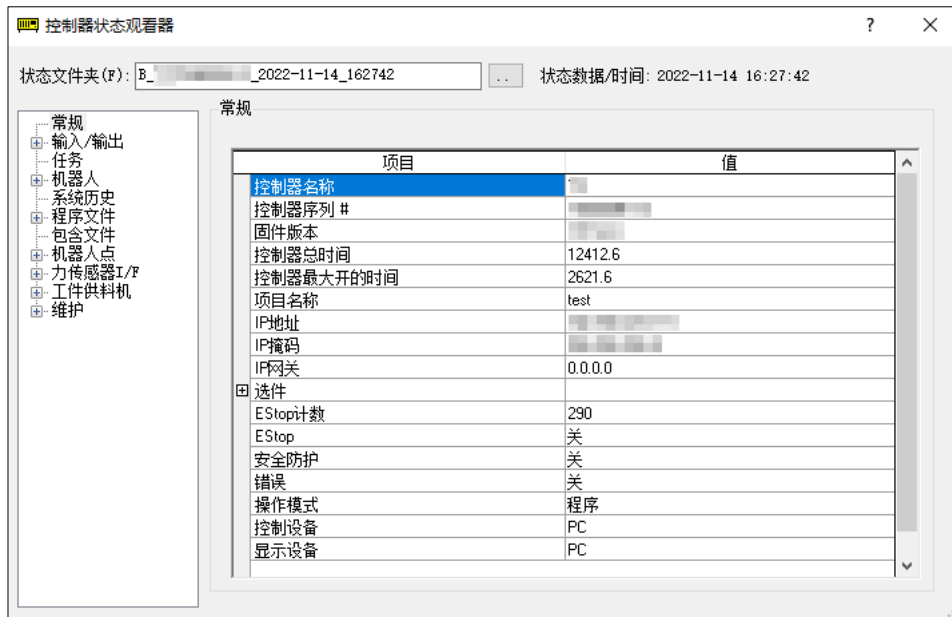 控制器状态观看器
状态文件夹(F): B_ _2022-11-14_162742 .. 状态数据/时间: 2022-11-14 16:27:42
常规
输入/输出
任务
机器人
系统历史
程序文件
包含文件
机器人点
力传感器I/F
工件供料机
维护
常规
项目 值
控制器名称
控制器序列 #
固件版本
控制器总时间 12412.6
控制器最大开的时间 2621.6
项目名称 test
IP地址
IP掩码
IP网关 0.0.0.0
选件
EStop计数 290
EStop 关
安全防护 关
错误 关
操作模式 程序
控制设备 PC
显示设备 PC